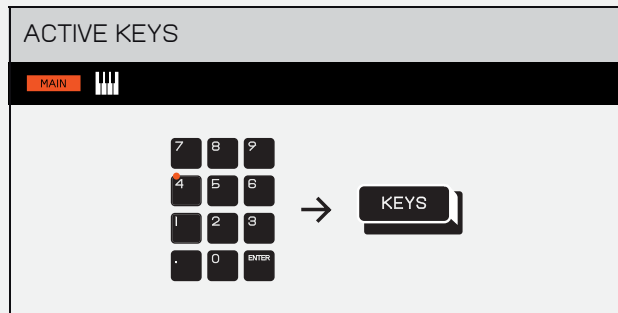 ACTIVE KEYS
MAIN
7 8 9
4 5 6
1 2 3
. 0 ENTER
KEYS